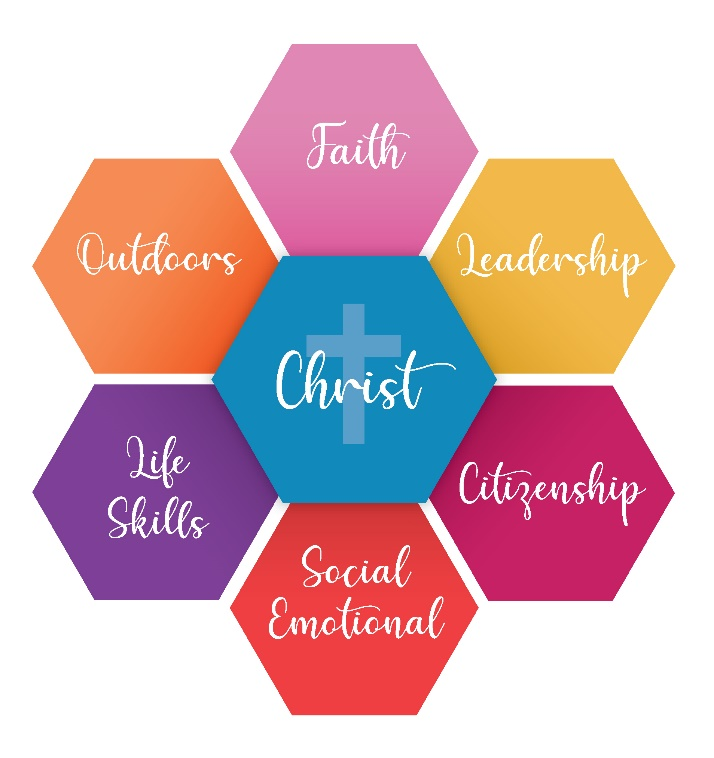 Faith
Outdoors
Leadership
Christ
Life
Skills
Citizenship
Social
Emotional